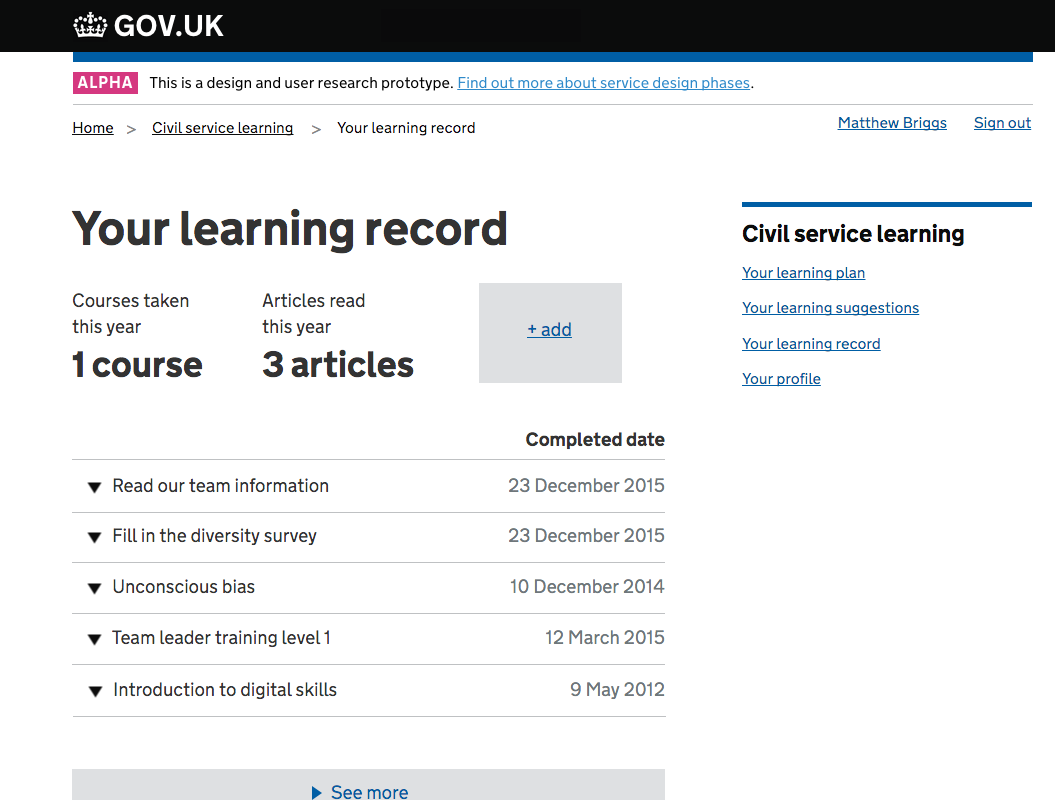 GOV.UK
ALPHA This is a design and user research prototype. Find out more about service design phases.
Home > Civil service learning > Your learning record
Matthew Briggs Sign out
Your learning record
Courses taken
this year
1 course
Articles read
this year
3 articles
+ add
Completed date
Read our team information 23 December 2015
Fill in the diversity survey 23 December 2015
Unconscious bias 10 December 2014
Team leader training level 1 12 March 2015
Introduction to digital skills 9 May 2012
See more
Civil service learning
Your learning plan
Your learning suggestions
Your learning record
Your profile